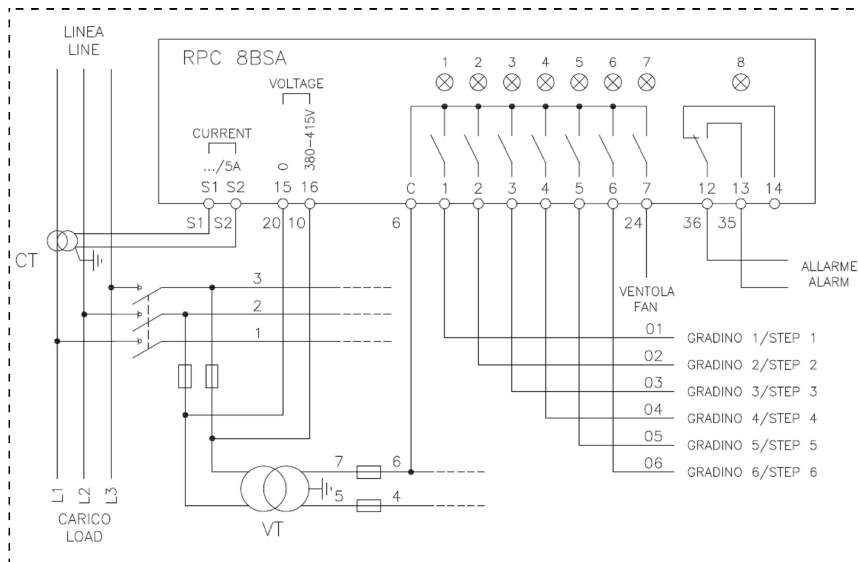 LINEA
LINE
RPC 8BSA
1 2 3 4 5 6 7 8
VOLTAGE
CURRENT
.../5A
0
380-415V
S1 S2 15 16 C 1 2 3 4 5 6 7 12 13 14
S1 S2 20 10 6 24 36 35
CT
3
2
1
VENTOLA
FAN
ALLARME
ALARM
01 GRADINO 1/STEP 1
02 GRADINO 2/STEP 2
03 GRADINO 3/STEP 3
04 GRADINO 4/STEP 4
05 GRADINO 5/STEP 5
06 GRADINO 6/STEP 6
7 6
5 4
VT
L1 L2 L3
CARICO
LOAD